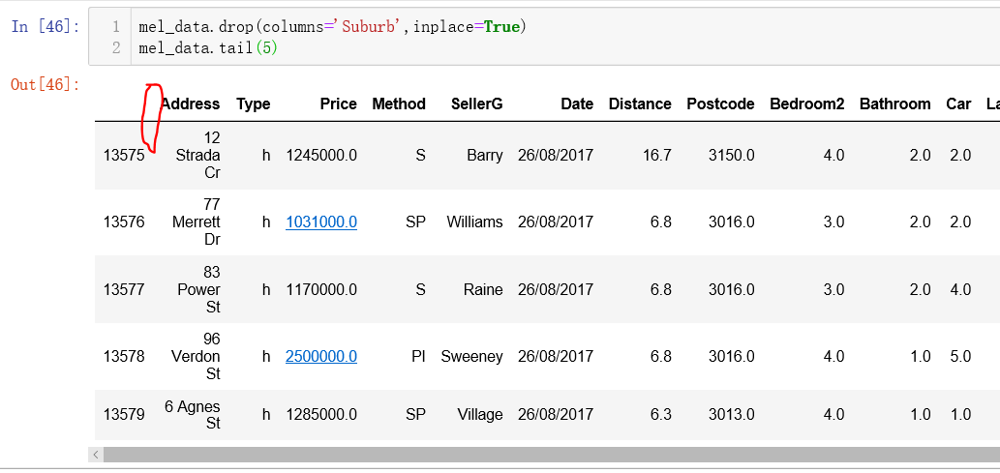 In [46]:
1 mel_data.drop(columns='Suburb',inplace=True)
2 mel_data.tail(5)
Out[46]:
Address Type Price Method SellerG Date Distance Postcode Bedroom2 Bathroom Car
12
13575 Strada h 1245000.0 S Barry 26/08/2017 16.7 3150.0 4.0 2.0 2.0
Cr
77
13576 Merrett h 1031000.0 SP Williams 26/08/2017 6.8 3016.0 3.0 2.0 2.0
Dr
83
13577 Power h 1170000.0 S Raine 26/08/2017 6.8 3016.0 3.0 2.0 4.0
St
96
13578 Verdon h 2500000.0 PI Sweeney 26/08/2017 6.8 3016.0 4.0 1.0 5.0
St
13579 6 Agnes h 1285000.0 SP Village 26/08/2017 6.3 3013.0 4.0 1.0 1.0
St